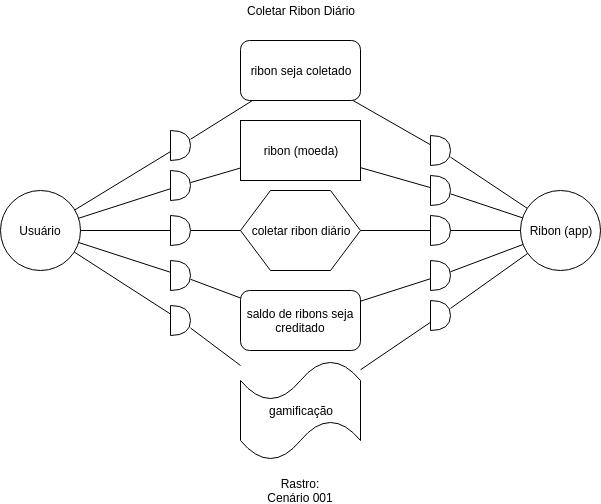 Coletar Ribon Diário
ribon seja coletado
ribon (moeda)
Usuário
coletar ribon diário
Ribon (app)
saldo de ribons seja
creditado
gamificação
Rastro:
Cenário 001